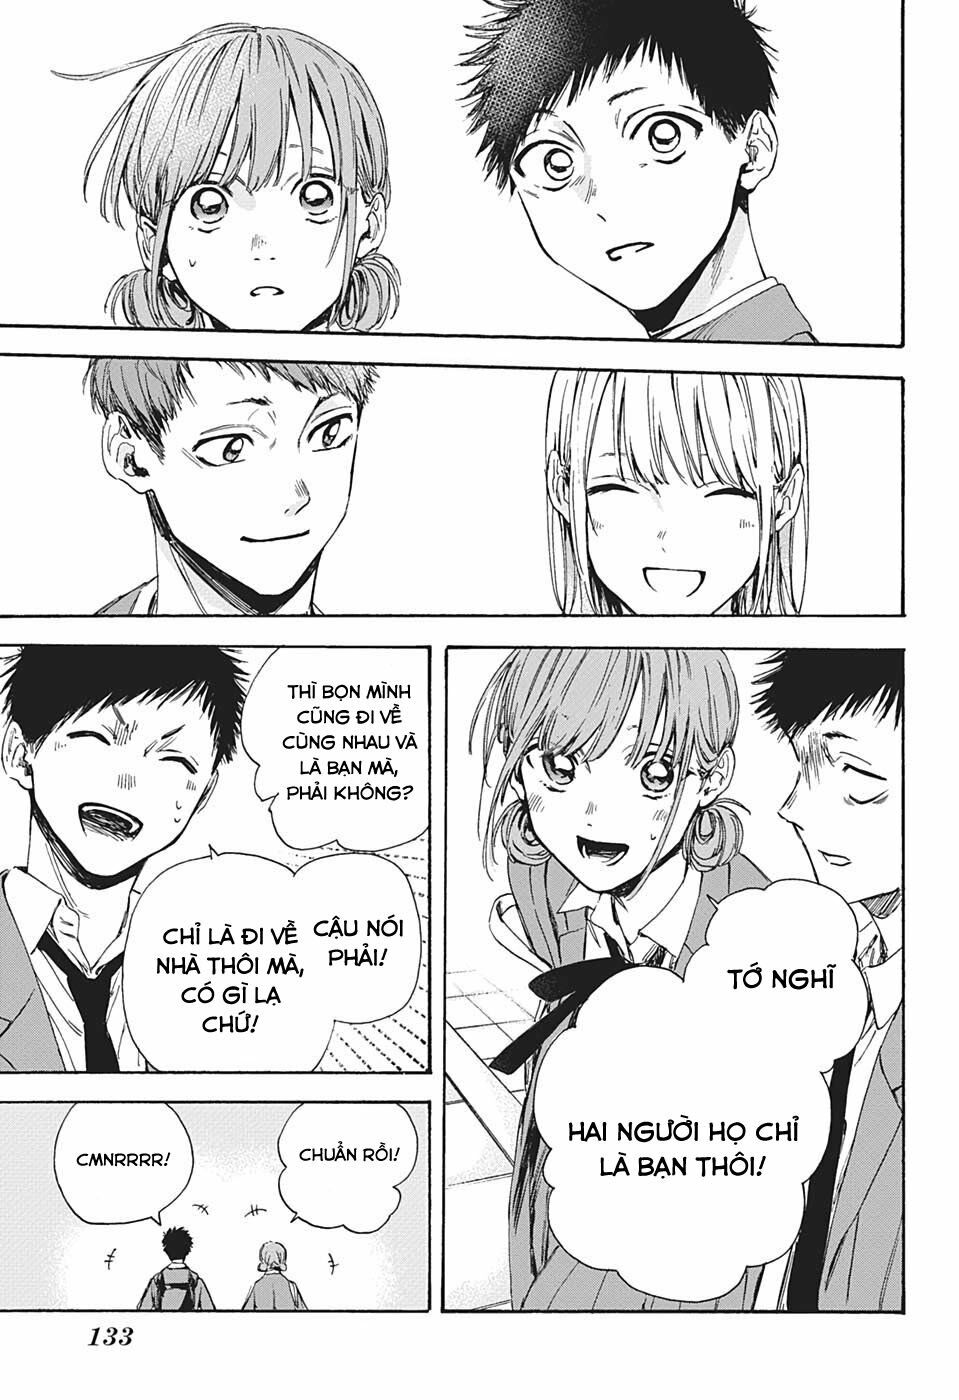 TỚ NGHĨ
HAI NGƯỜI HỌ CHỈ
LÀ BẠN THÔI!
THÌ BỌN MÌNH
CŨNG ĐI VỀ
CÙNG NHAU VÀ
LÀ BẠN MÀ,
PHẢI KHÔNG?
CẬU NÓI
PHẢI!
CHỈ LÀ ĐI VỀ
NHÀ THÔI MÀ,
CÓ GÌ LẠ
CHỨ!
CHUẨN RỒI!
CMNRRRR!
133